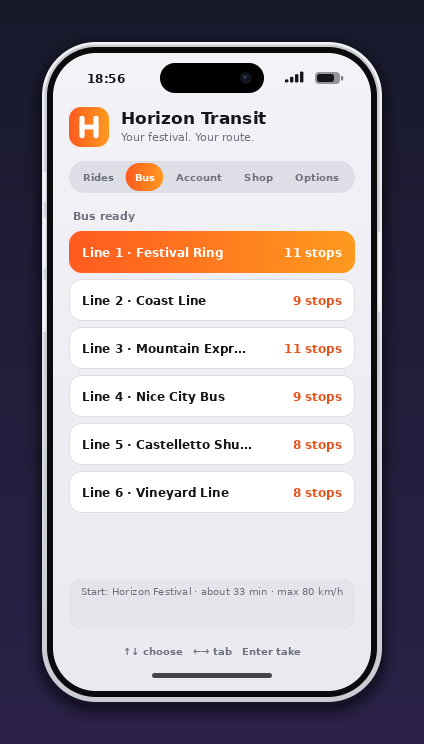 18:56
H
Horizon Transit
Your festival. Your route.
Rides Bus Account Shop Options
Bus ready
Line 1 · Festival Ring 11 stops
Line 2 · Coast Line 9 stops
Line 3 · Mountain Expr... 11 stops
Line 4 · Nice City Bus 9 stops
Line 5 · Castelletto Shu... 8 stops
Line 6 · Vineyard Line 8 stops
Start: Horizon Festival · about 33 min · max 80 km/h
↑↓ choose ←→ tab Enter take